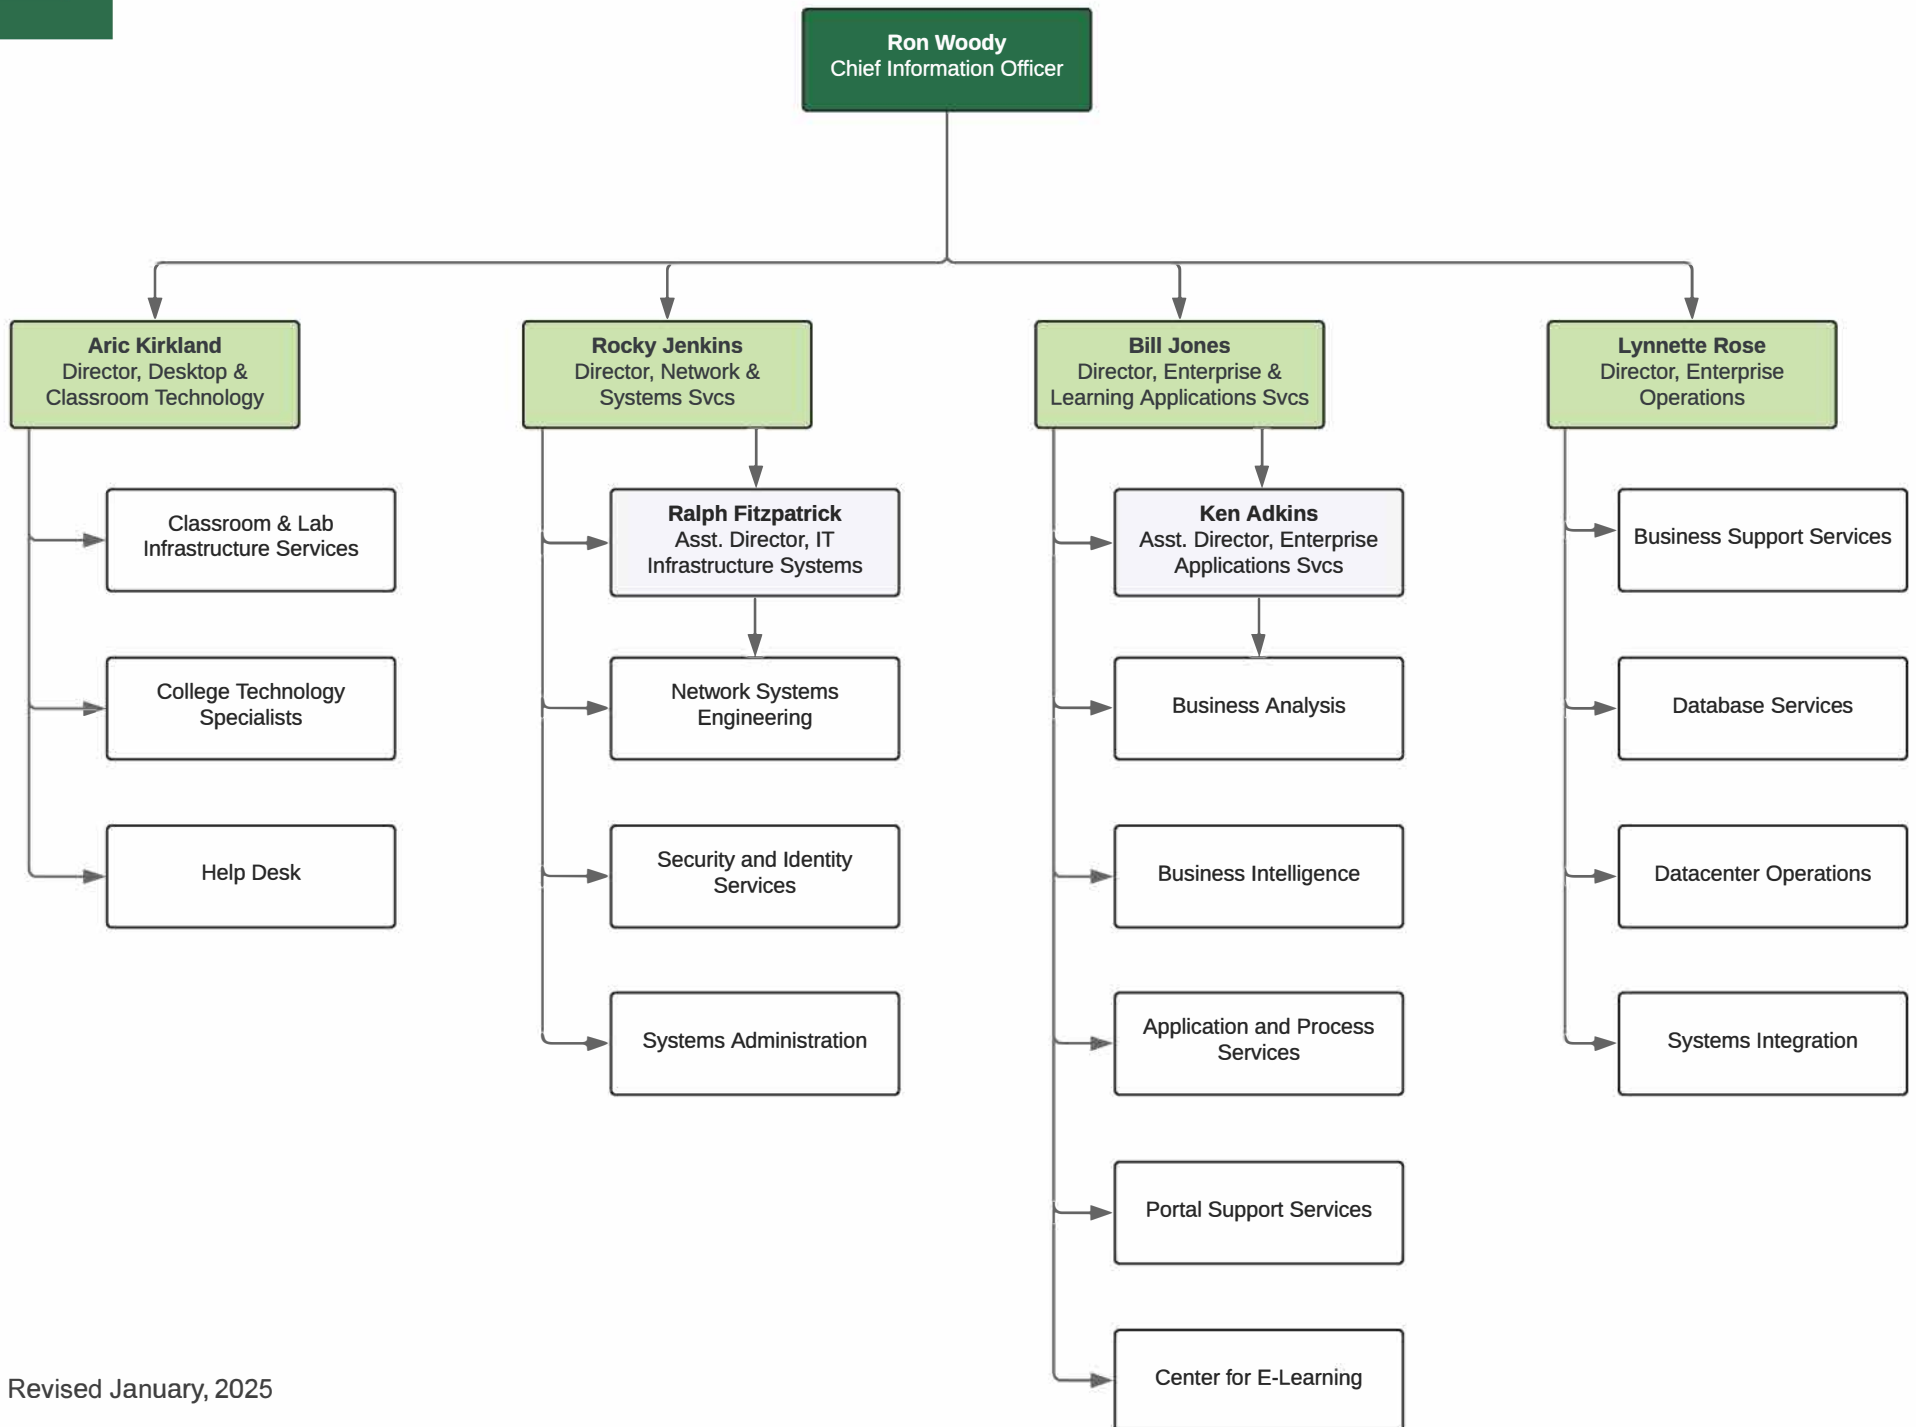 Ron Woody
Chief Information Officer
Aric Kirkland
Director, Desktop &
Classroom Technology
Rocky Jenkins
Director, Network &
Systems Svcs
Bill Jones
Director, Enterprise &
Learning Applications Svcs
Lynnette Rose
Director, Enterprise
Operations
Classroom & Lab
Infrastructure Services
Ralph Fitzpatrick
Asst. Director, IT
Infrastructure Systems
Ken Adkins
Asst. Director, Enterprise
Applications Svcs
Business Support Services
College Technology
Specialists
Network Systems
Engineering
Business Analysis
Database Services
Help Desk
Security and Identity
Services
Business Intelligence
Datacenter Operations
Systems Administration
Application and Process
Services
Systems Integration
Portal Support Services
Center for E-Learning
Revised January, 2025